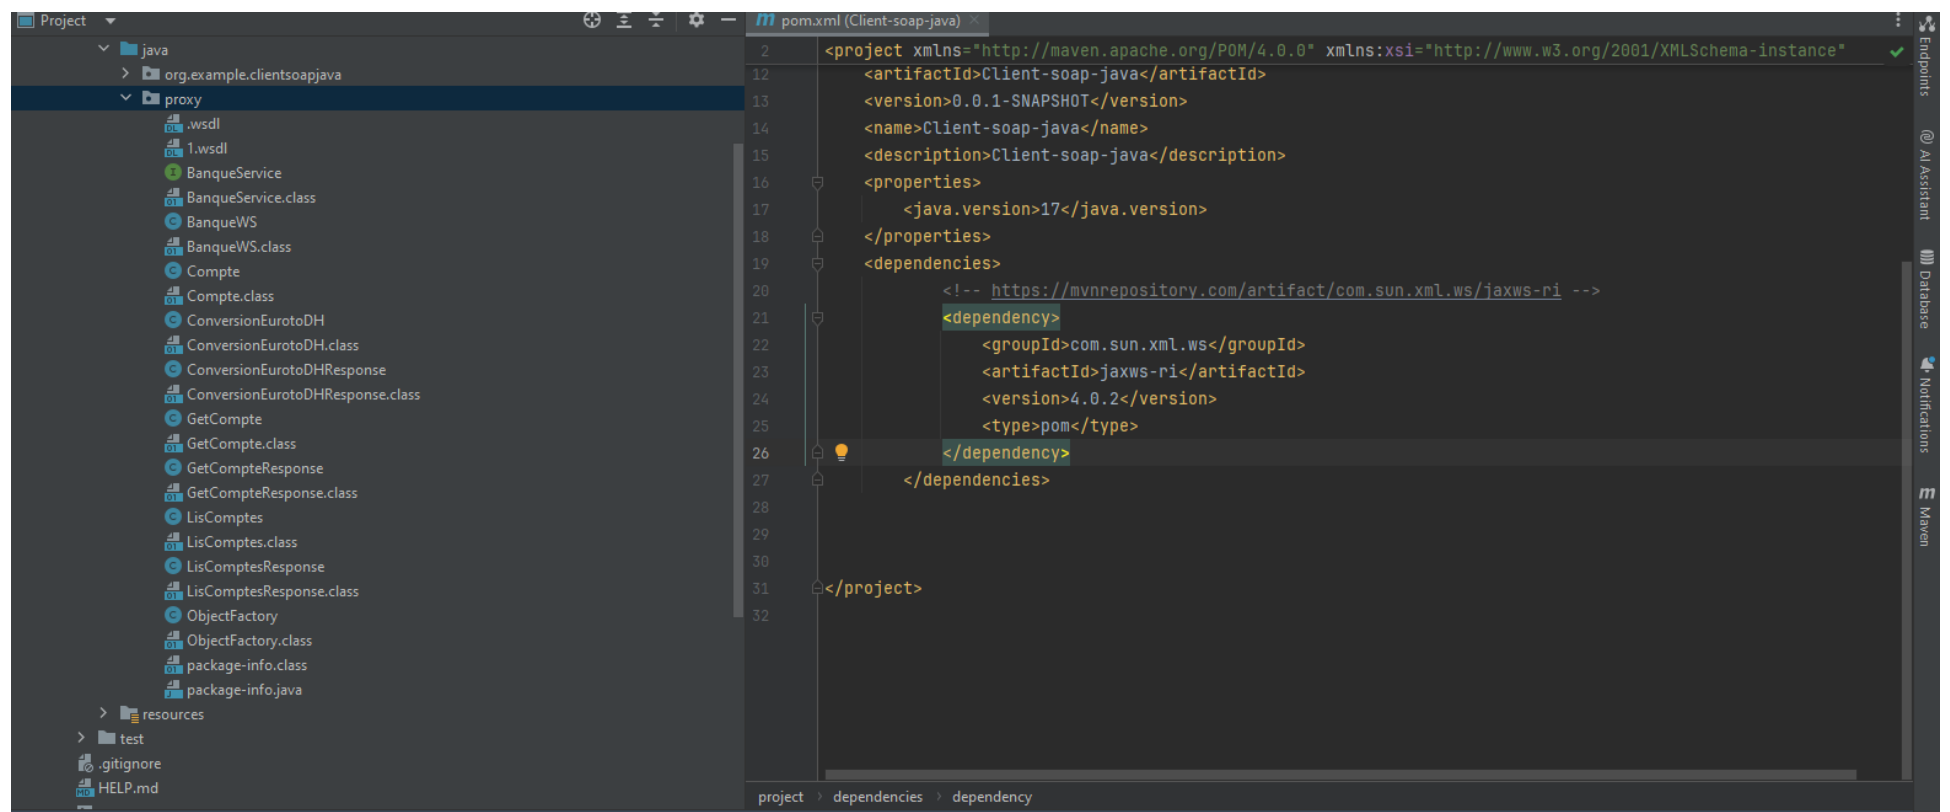 Project
java
org.example.clientsoapjava
proxy
.wsdl
1.wsdl
BanqueService
BanqueService.class
BanqueWS
BanqueWS.class
Compte
Compte.class
ConversionEurotoDH
ConversionEurotoDH.class
ConversionEurotoDHResponse
ConversionEurotoDHResponse.class
GetCompte
GetCompte.class
GetCompteResponse
GetCompteResponse.class
LisComptes
LisComptes.class
LisComptesResponse
LisComptesResponse.class
ObjectFactory
ObjectFactory.class
package-info.class
package-info.java
resources
test
.gitignore
HELP.md
pom.xml (Client-soap-java)
2 <project xmlns="http://maven.apache.org/POM/4.0.0" xmlns:xsi="http://www.w3.org/2001/XMLSchema-instance"
12 <artifactId>Client-soap-java</artifactId>
13 <version>0.0.1-SNAPSHOT</version>
14 <name>Client-soap-java</name>
15 <description>Client-soap-java</description>
16 <properties>
17 <java.version>17</java.version>
18 </properties>
19 <dependencies>
20 <!-- https://mvnrepository.com/artifact/com.sun.xml.ws/jaxws-ri -->
21 <dependency>
22 <groupId>com.sun.xml.ws</groupId>
23 <artifactId>jaxws-ri</artifactId>
24 <version>4.0.2</version>
25 <type>pom</type>
26 </dependency>
27 </dependencies>
28
29
30
31 </project>
32
project > dependencies > dependency
Endpoints
AI Assistant
Database
Notifications
Maven